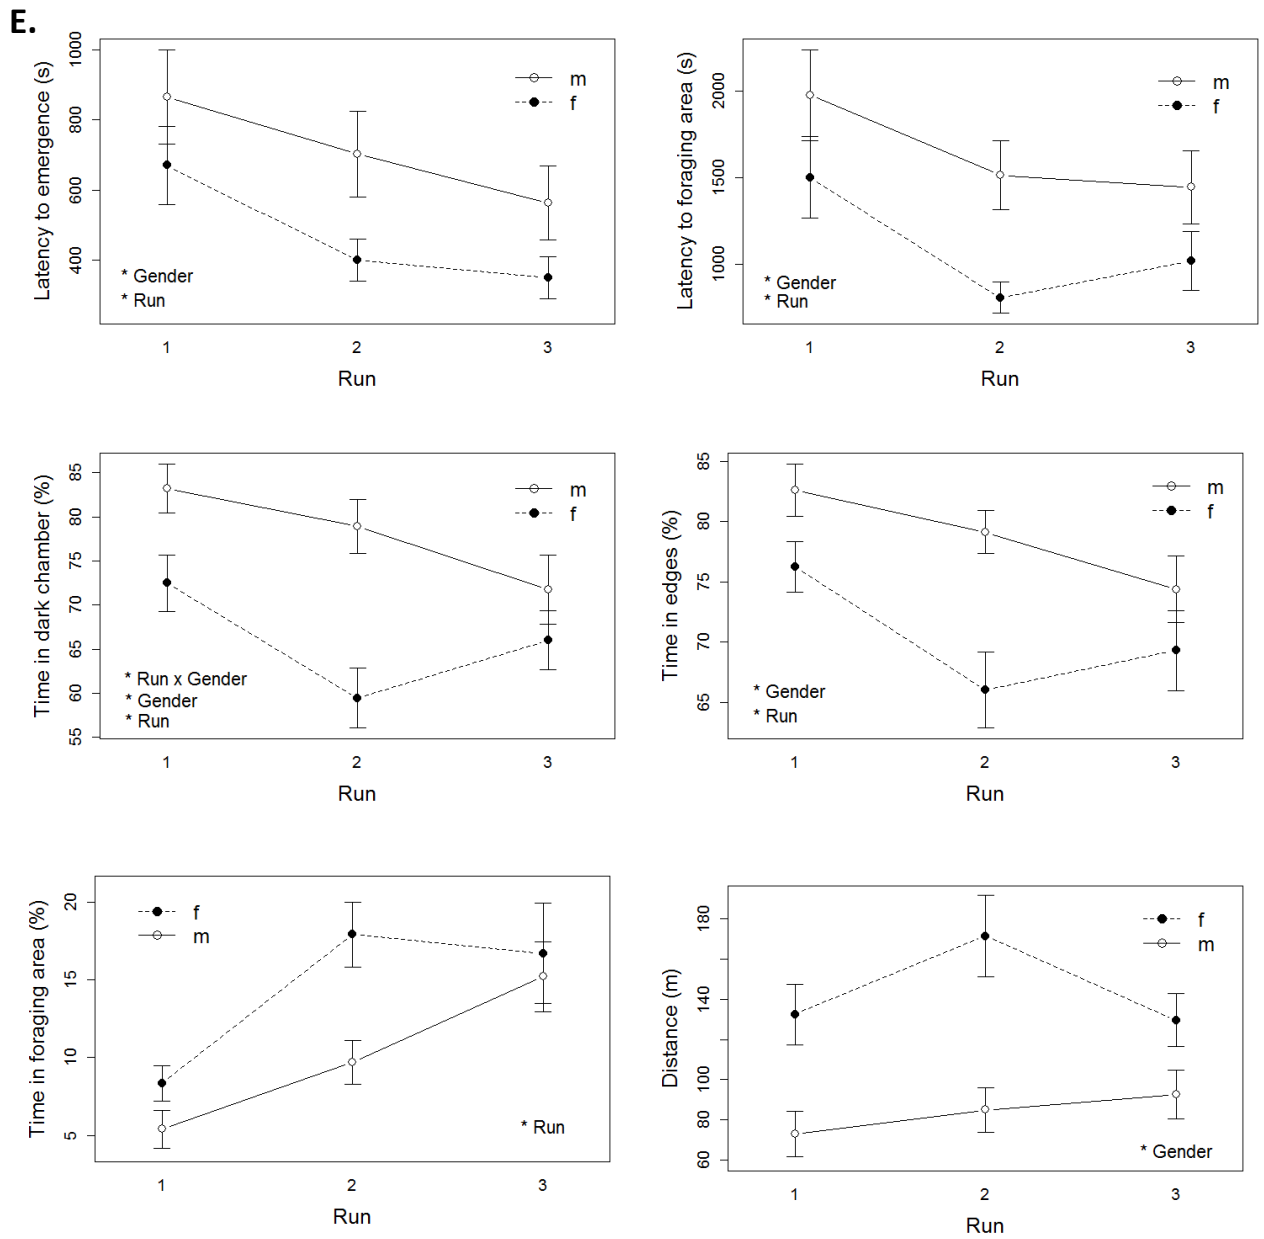 E.
Latency to emergence (s)
1000
800
600
400
m
f
* Gender
* Run
1 2 3
Run
Latency to foraging area (s)
2000
1500
1000
m
f
* Gender
* Run
1 2 3
Run
Time in dark chamber (%)
85
80
75
70
65
60
55
m
f
* Run x Gender
* Gender
* Run
1 2 3
Run
Time in edges (%)
85
80
75
70
65
m
f
* Gender
* Run
1 2 3
Run
Time in foraging area (%)
20
15
10
5
f
m
* Run
1 2 3
Run
Distance (m)
180
140
100
80
60
f
m
* Gender
1 2 3
Run